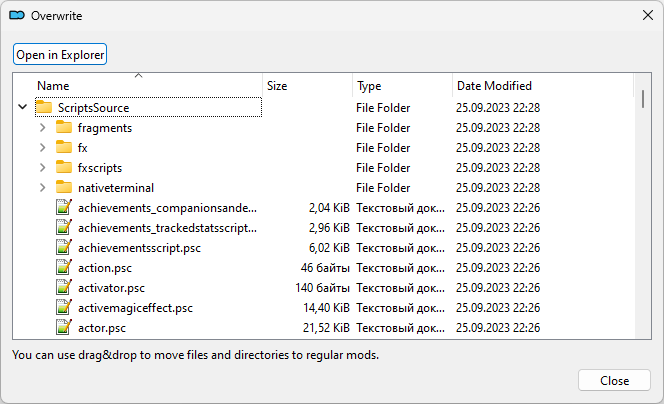 Overwrite
Open in Explorer
Name Size Type Date Modified
ScriptsSource File Folder 25.09.2023 22:28
fragments File Folder 25.09.2023 22:28
fx File Folder 25.09.2023 22:28
fxscripts File Folder 25.09.2023 22:28
nativeterminal File Folder 25.09.2023 22:28
achievements_companionsande... 2,04 KiB Текстовый док... 25.09.2023 22:26
achievements_trackedstatsscript... 2,96 KiB Текстовый док... 25.09.2023 22:26
achievementsscript.psc 6,02 KiB Текстовый док... 25.09.2023 22:26
action.psc 46 байты Текстовый док... 25.09.2023 22:26
activator.psc 140 байты Текстовый док... 25.09.2023 22:26
activemagiceffect.psc 14,40 KiB Текстовый док... 25.09.2023 22:26
actor.psc 21,52 KiB Текстовый док... 25.09.2023 22:26
You can use drag&drop to move files and directories to regular mods.
Close